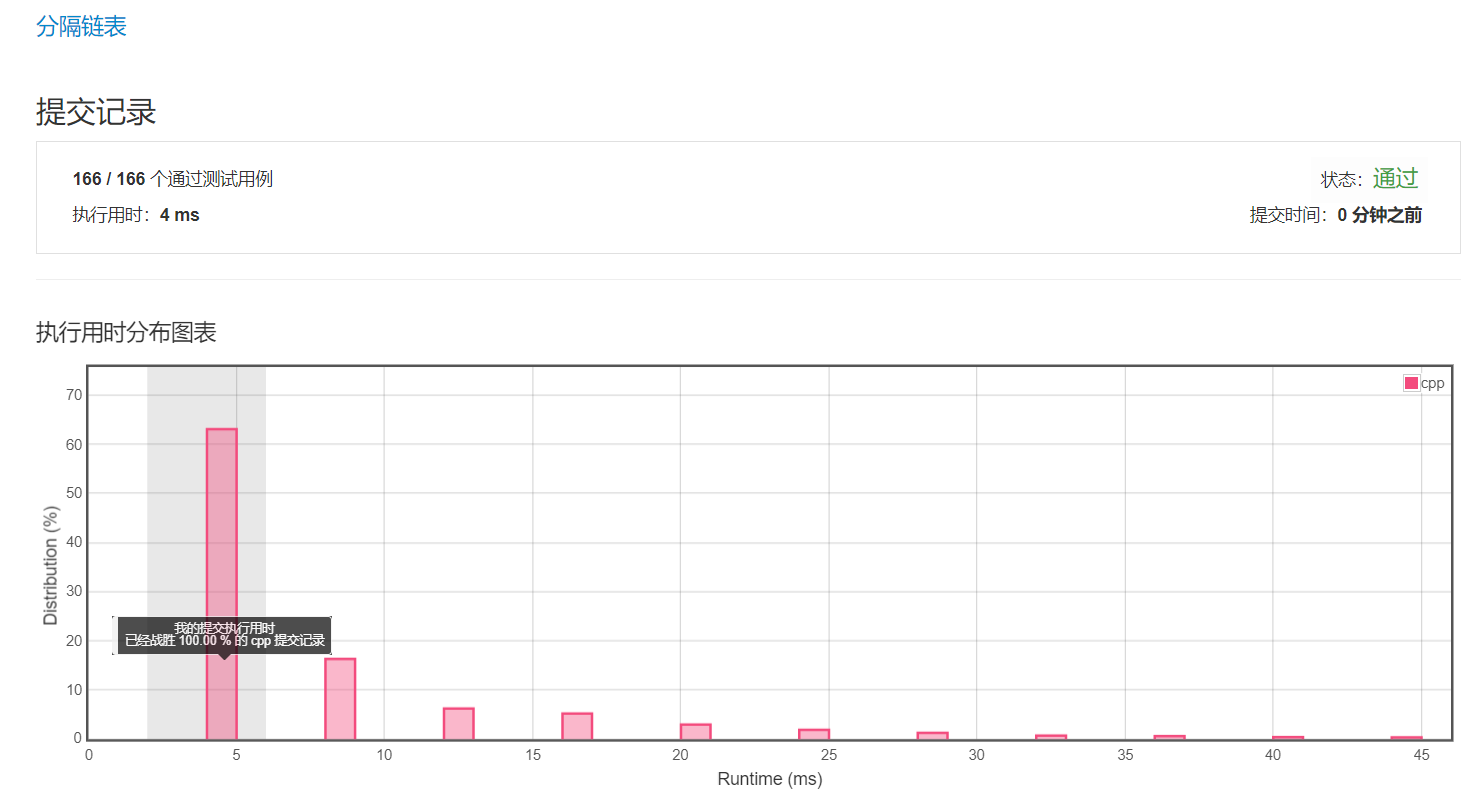 分隔链表
提交记录
166 / 166 个通过测试用例
状态：通过
执行用时：4 ms
提交时间：0 分钟之前
执行用时分布图表
cpp
70
60
50
40
30
20
10
0
Distribution (%)
我的提交执行用时
已经战胜 100.00 % 的 cpp 提交记录
0 5 10 15 20 25 30 35 40 45
Runtime (ms)